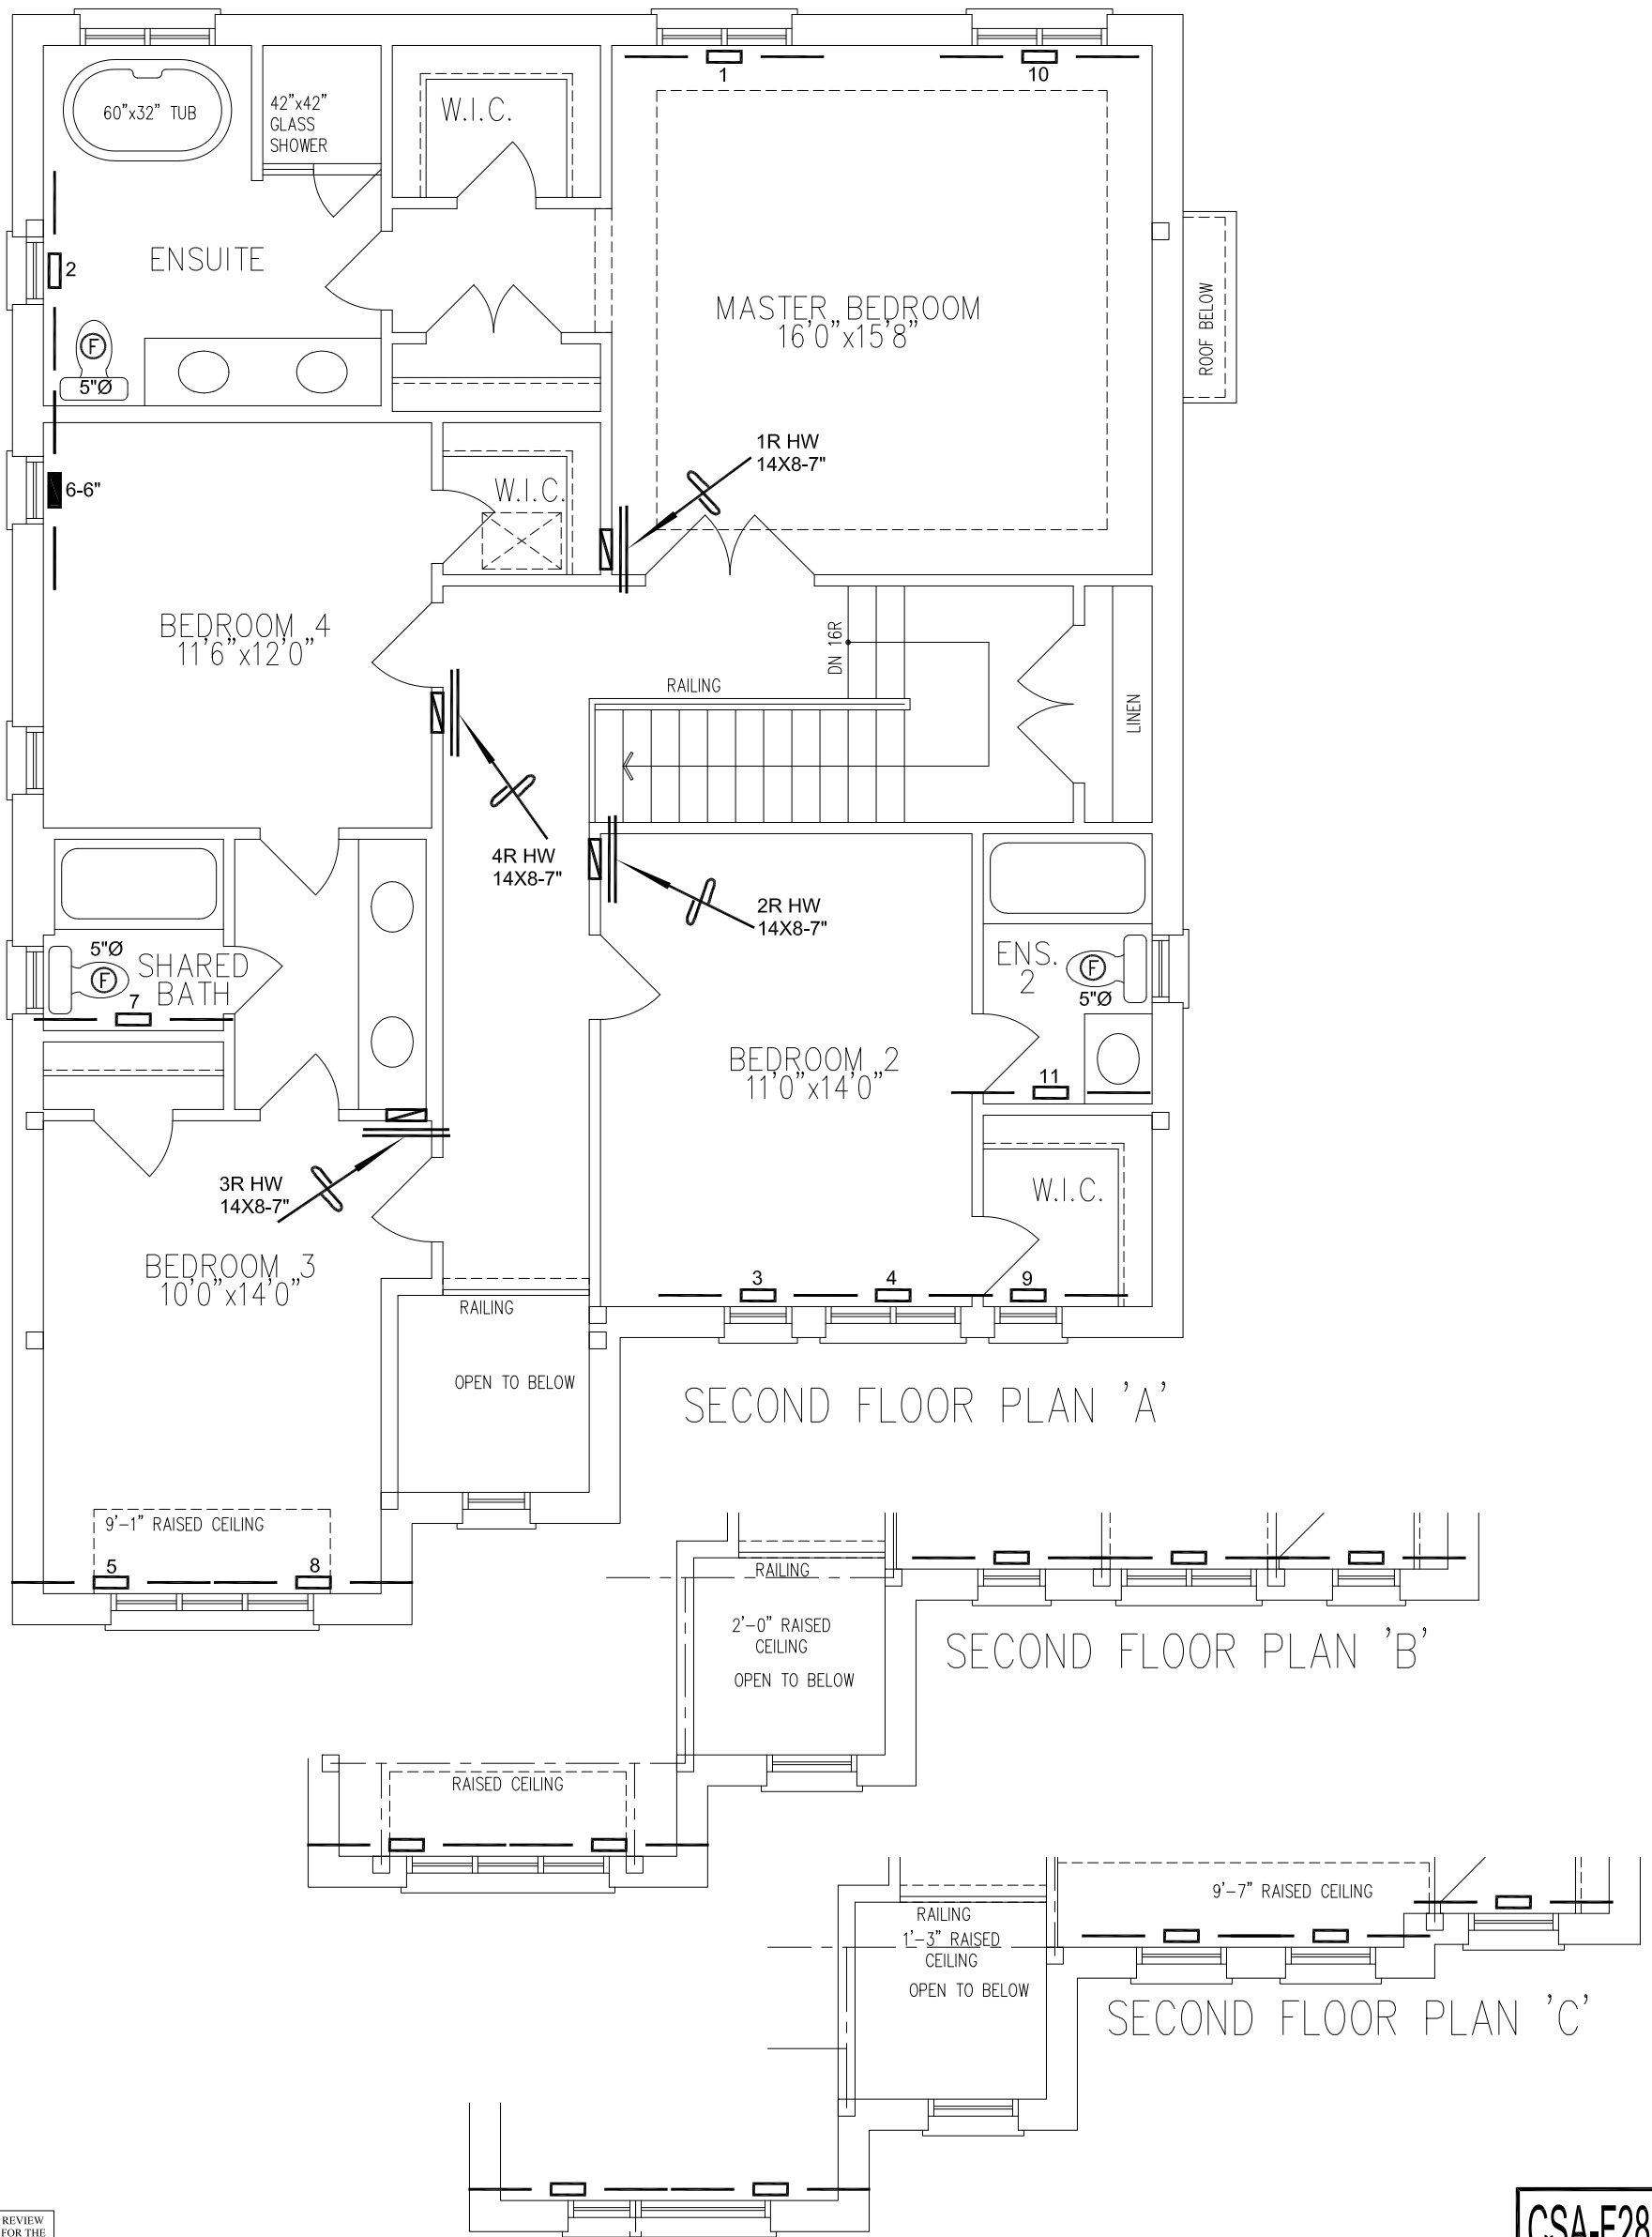 1
10
60"x32" TUB
42"x42"
GLASS
SHOWER
W.I.C.
2
ENSUITE
MASTER BEDROOM
16'0"x15'8"
ROOF BELOW
F
5"Ø
1R HW
14X8-7"
6-6"
W.I.C.
BEDROOM 4
11'6"x12'0"
DN 16R
RAILING
LINEN
4R HW
14X8-7"
2R HW
14X8-7"
5"Ø
F
SHARED
BATH
7
ENS.
2
F
5"Ø
BEDROOM 2
11'0"x14'0"
11
3R HW
14X8-7"
W.I.C.
BEDROOM 3
10'0"x14'0"
3
4
9
RAILING
OPEN TO BELOW
SECOND FLOOR PLAN 'A'
9'-1" RAISED CEILING
5
8
RAILING
2'-0" RAISED
CEILING
OPEN TO BELOW
SECOND FLOOR PLAN 'B'
RAISED CEILING
9'-7" RAISED CEILING
RAILING
1'-3" RAISED
CEILING
OPEN TO BELOW
SECOND FLOOR PLAN 'C'
REVIEW
FOR THE
CSA-F28